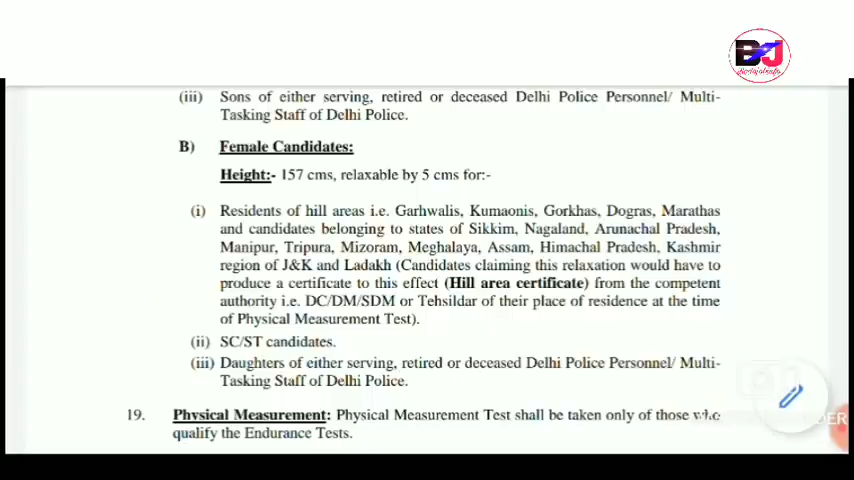 BJ
(iii) Sons of either serving, retired or deceased Delhi Police Personnel/ Multi-
Tasking Staff of Delhi Police.
B) Female Candidates:
Height:- 157 cms, relaxable by 5 cms for:-
(i) Residents of hill areas i.e. Garhwalis, Kumaonis, Gorkhas, Dogras, Marathas
and candidates belonging to states of Sikkim, Nagaland, Arunachal Pradesh,
Manipur, Tripura, Mizoram, Meghalaya, Assam, Himachal Pradesh, Kashmir
region of J&K and Ladakh (Candidates claiming this relaxation would have to
produce a certificate to this effect (Hill area certificate) from the competent
authority i.e. DC/DM/SDM or Tehsildar of their place of residence at the time
of Physical Measurement Test).
(ii) SC/ST candidates.
(iii) Daughters of either serving, retired or deceased Delhi Police Personnel/ Multi-
Tasking Staff of Delhi Police.
19. Physical Measurement: Physical Measurement Test shall be taken only of those who
qualify the Endurance Tests.